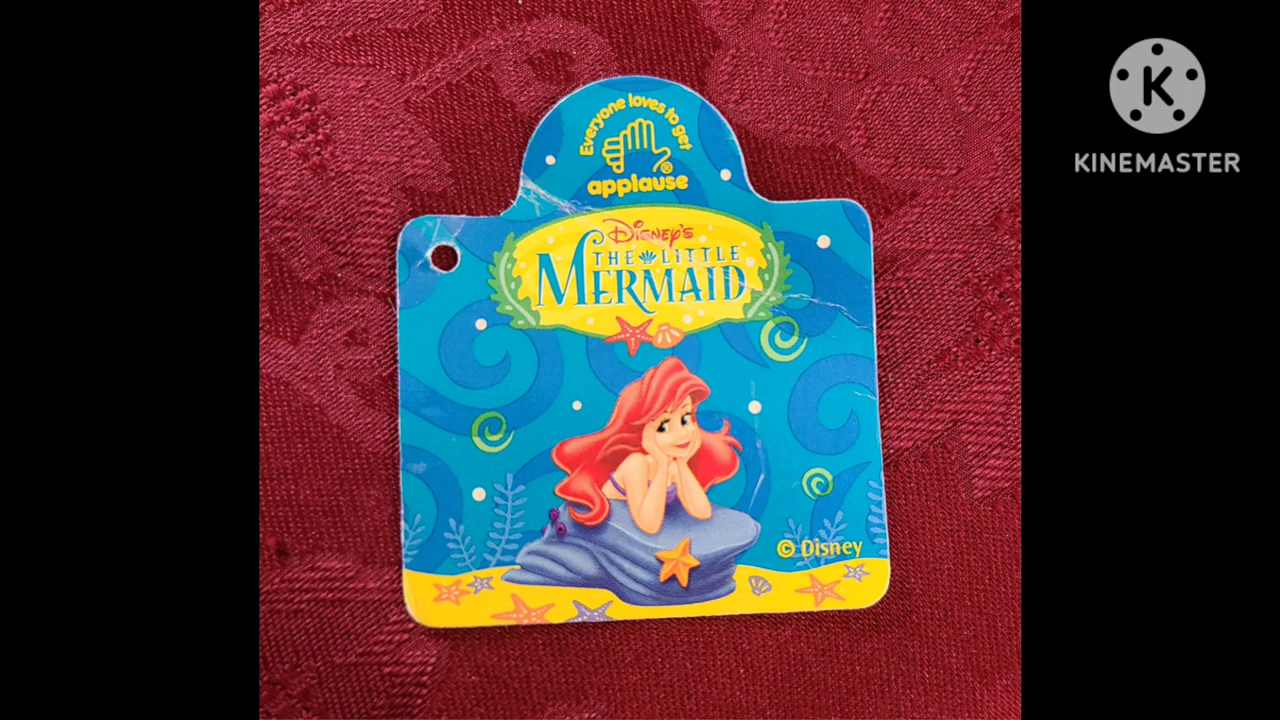 Everyone loves to get
applause
®
Disney's
THE LITTLE
MERMAID
© Disney
K
KINEMASTER